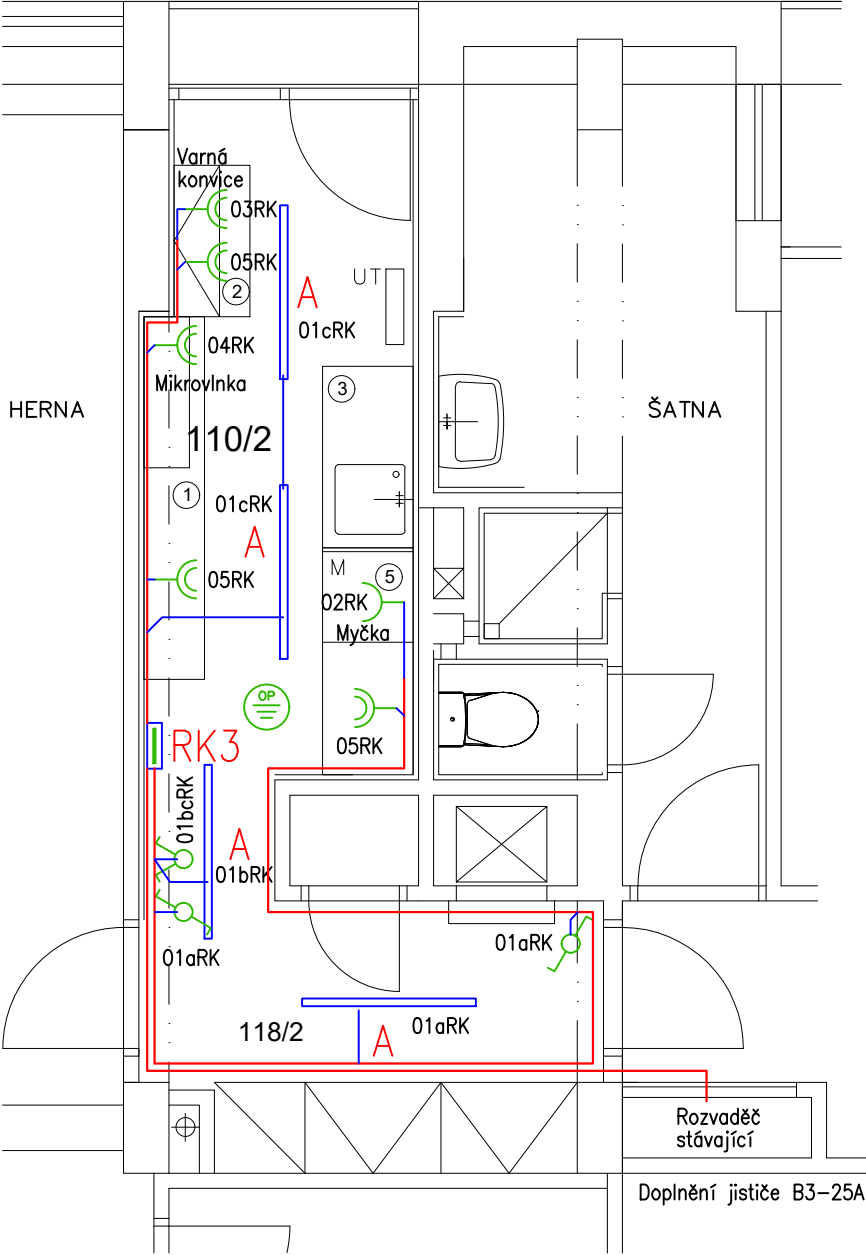 Varná
konvice
03RK
05RK
2
A
UT
01cRK
04RK
Mikrovlnka
3
HERNA
ŠATNA
110/2
1
01cRK
A
05RK
M
5
02RK
Myčka
OP
05RK
RK3
01bcRK
A
01bRK
01aRK
01aRK
118/2
A
01aRK
Rozvaděč
stávající
Doplnění jističe B3-25A